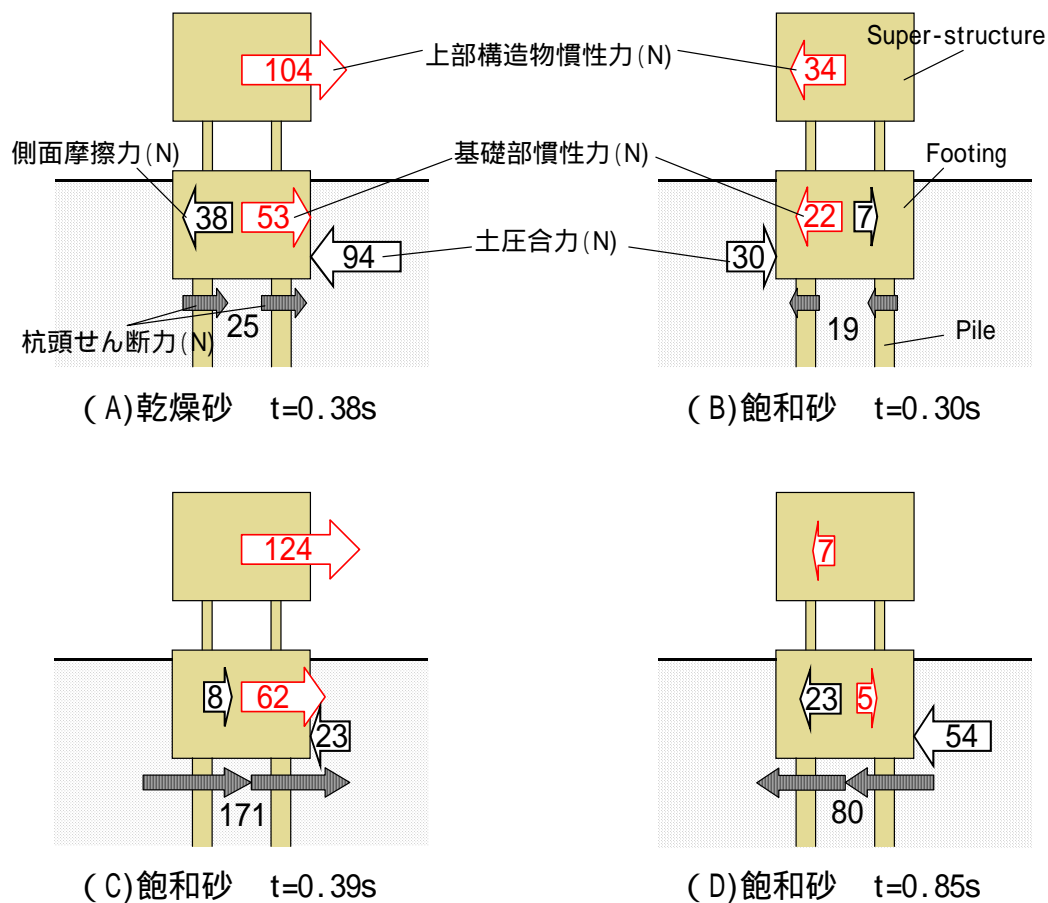 104
上部構造物慣性力(N)
34
Super-structure
側面摩擦力(N)
基礎部慣性力(N)
Footing
38
53
22
7
土圧合力(N)
94
30
25
19
杭頭せん断力(N)
Pile
(A)乾燥砂 t=0.38s
(B)飽和砂 t=0.30s
124
7
8
62
23
23
5
54
171
80
(C)飽和砂 t=0.39s
(D)飽和砂 t=0.85s